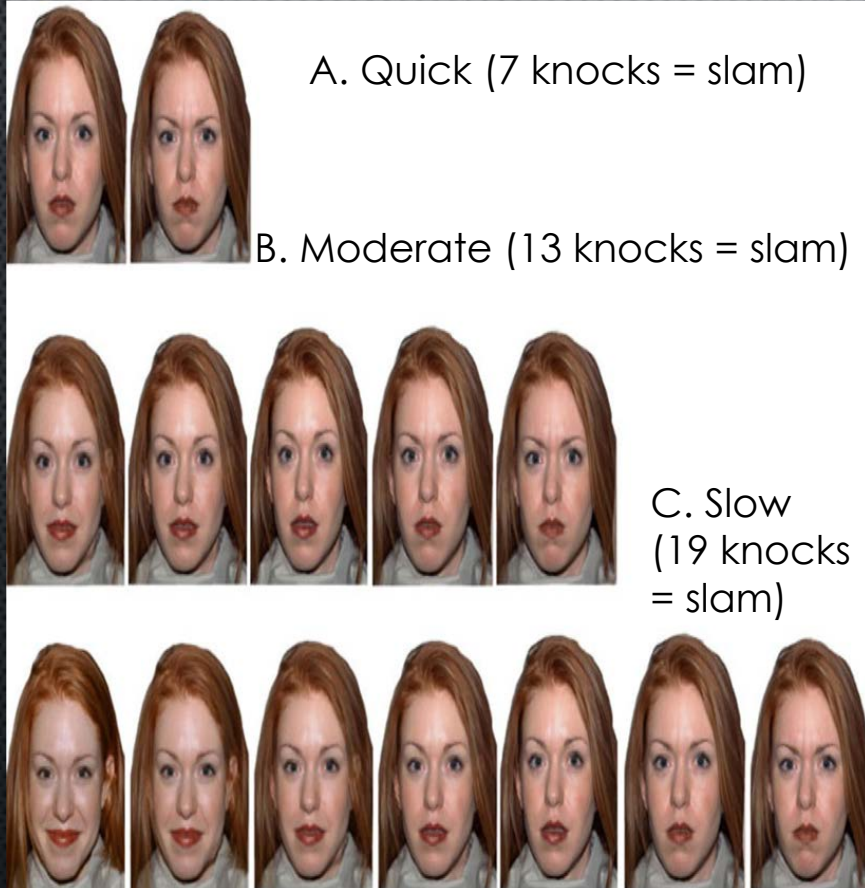 A. Quick (7 knocks = slam)
B. Moderate (13 knocks = slam)
C. Slow
(19 knocks
= slam)